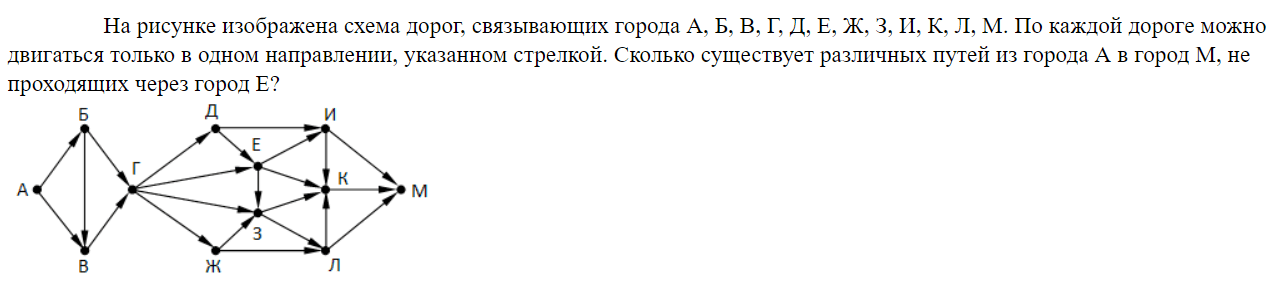 На рисунке изображена схема дорог, связывающих города А, Б, В, Г, Д, Е, Ж, З, И, К, Л, М. По каждой дороге можно
двигаться только в одном направлении, указанном стрелкой. Сколько существует различных путей из города А в город М, не
проходящих через город Е?
Б Д И
Е
Г
А К М
З
В Ж Л